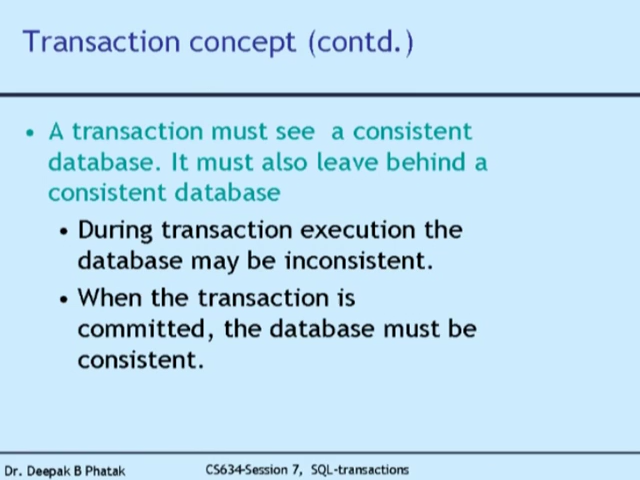 Transaction concept (contd.)
• A transaction must see a consistent
database. It must also leave behind a
consistent database
• During transaction execution the
database may be inconsistent.
• When the transaction is
committed, the database must be
consistent.
Dr. Deepak B Phatak CS634-Session 7, SQL-transactions